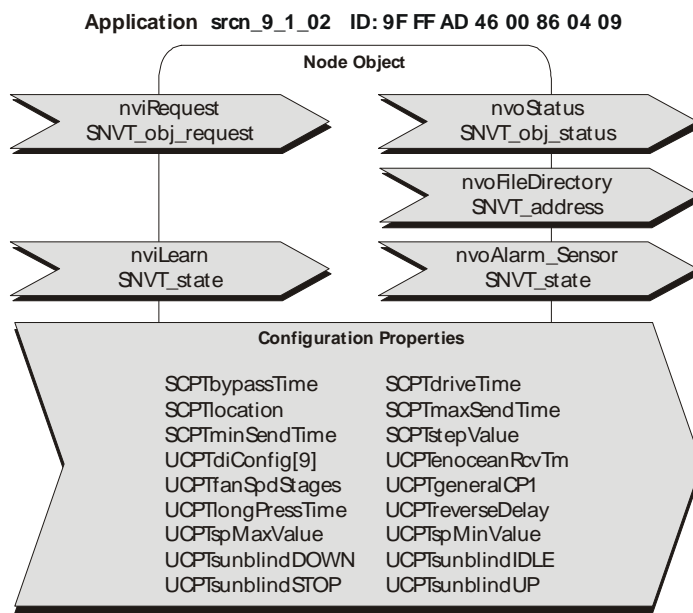 Application srcn_9_1_02 ID: 9F FF AD 46 00 86 04 09
Node Object
nviRequest
SNVT_obj_request
nvoStatus
SNVT_obj_status
nvoFileDirectory
SNVT_address
nviLearn
SNVT_state
nvoAlarm_Sensor
SNVT_state
Configuration Properties
SCPTbypassTime SCPTdriveTime
SCPTlocation SCPTmaxSendTime
SCPTminSendTime SCPTstepValue
UCPTdiConfig[9] UCPTenoceanRcvTm
UCPTfanSpdStages UCPTgeneralCP1
UCPTlongPressTime UCPTreverseDelay
UCPTspMaxValue UCPTspMinValue
UCPTsunblindDOWN UCPTsunblindIDLE
UCPTsunblindSTOP UCPTsunblindUP